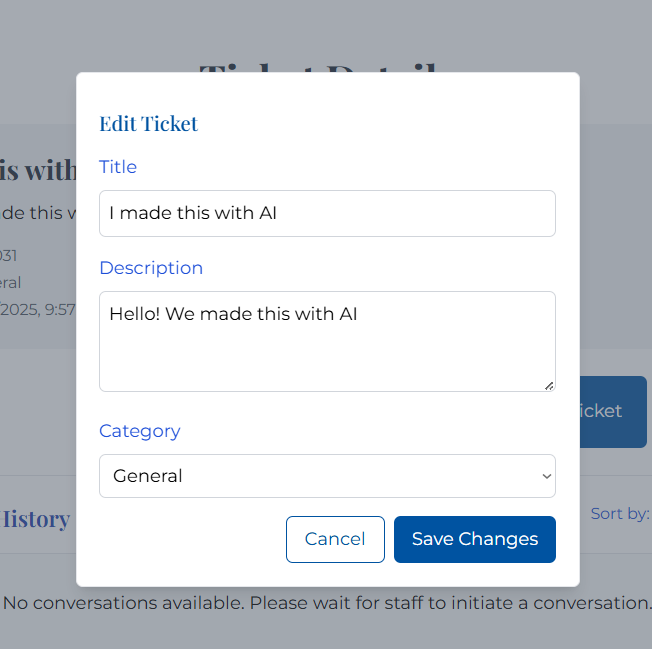 Ticket Detail
Edit Ticket
Title
is with
I made this with AI
de this w
031
Description
eral
2025, 9:57
Hello! We made this with AI
icket
Category
General
History
Sort by:
Cancel
Save Changes
No conversations available. Please wait for staff to initiate a conversation.